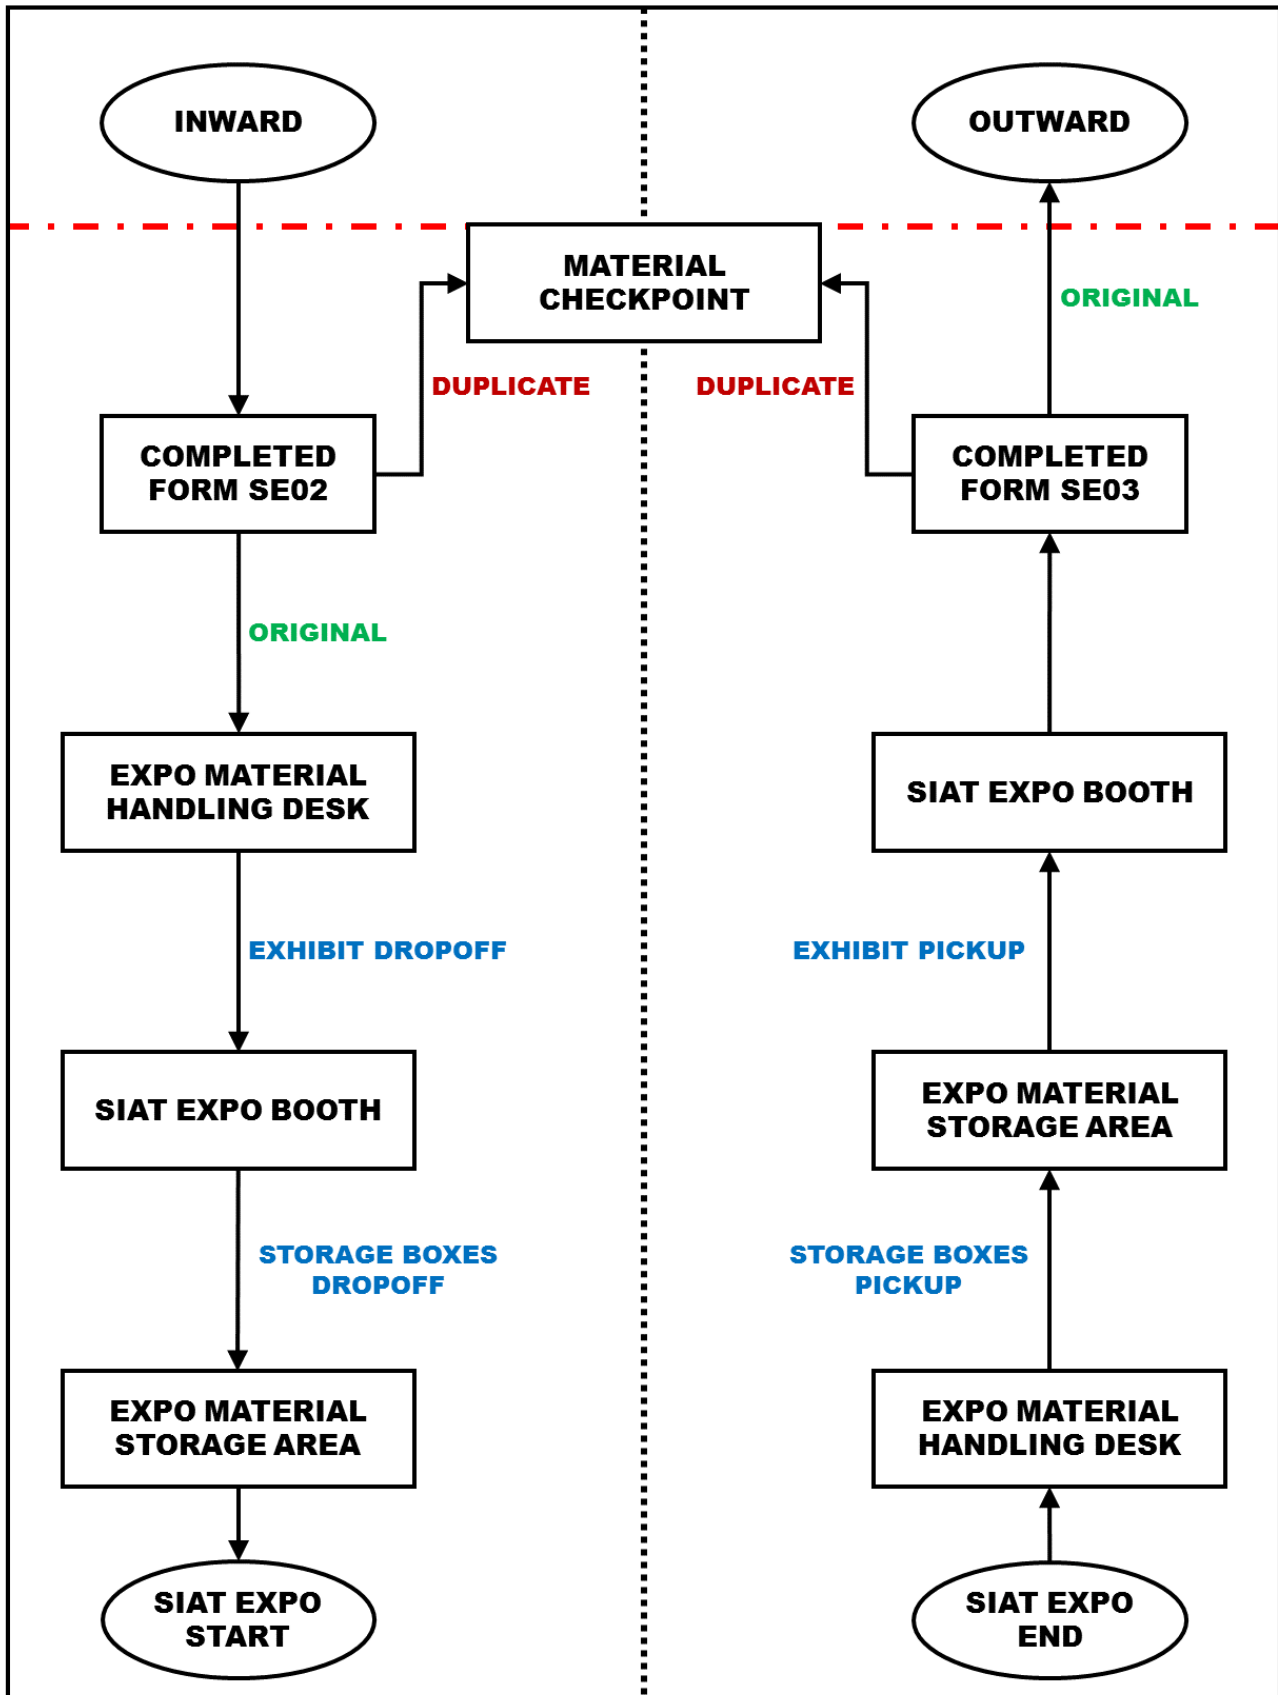 INWARD
OUTWARD
MATERIAL
CHECKPOINT
ORIGINAL
DUPLICATE
DUPLICATE
COMPLETED
FORM SE02
COMPLETED
FORM SE03
ORIGINAL
EXPO MATERIAL
HANDLING DESK
SIAT EXPO BOOTH
EXHIBIT DROPOFF
EXHIBIT PICKUP
SIAT EXPO BOOTH
EXPO MATERIAL
STORAGE AREA
STORAGE BOXES
DROPOFF
STORAGE BOXES
PICKUP
EXPO MATERIAL
STORAGE AREA
EXPO MATERIAL
HANDLING DESK
SIAT EXPO
START
SIAT EXPO
END